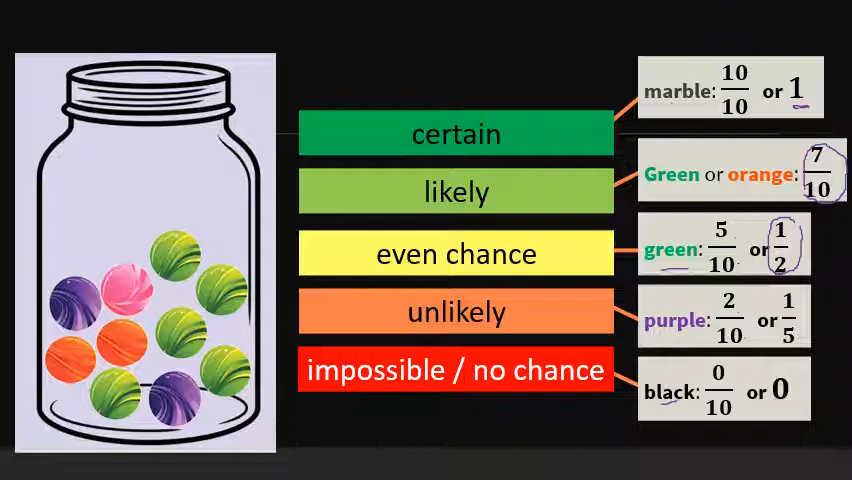 certain
likely
even chance
unlikely
impossible / no chance
marble: 10/10 or 1
Green or orange: 7/10
green: 5/10 or 1/2
purple: 2/10 or 1/5
black: 0/10 or 0